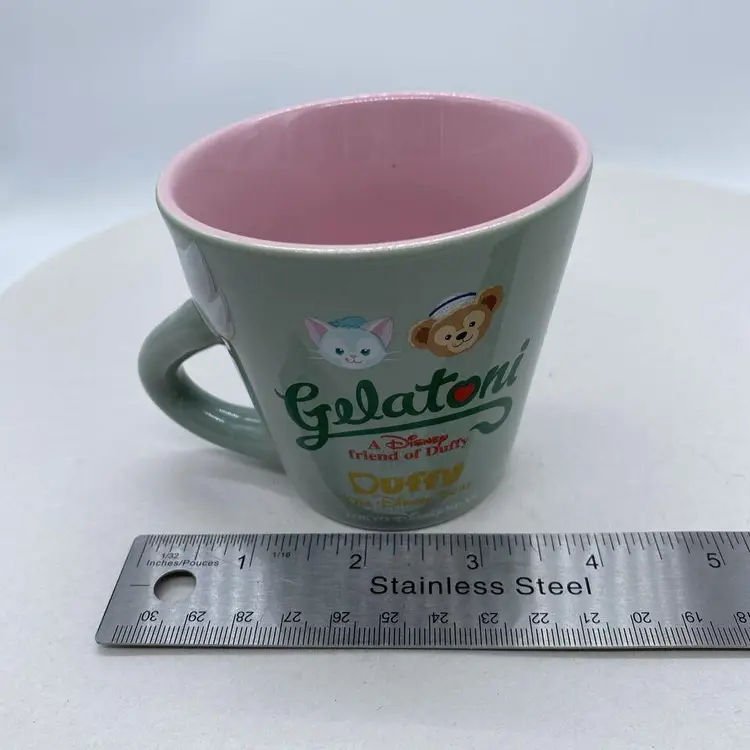 Gelatoni
A Disney
friend of Duffy
Duffy
1/32
Inches/Pouces
1/16
1 2 3 4 5
Stainless Steel
30 29 28 27 26 25 24 23 22 21 20 19 18